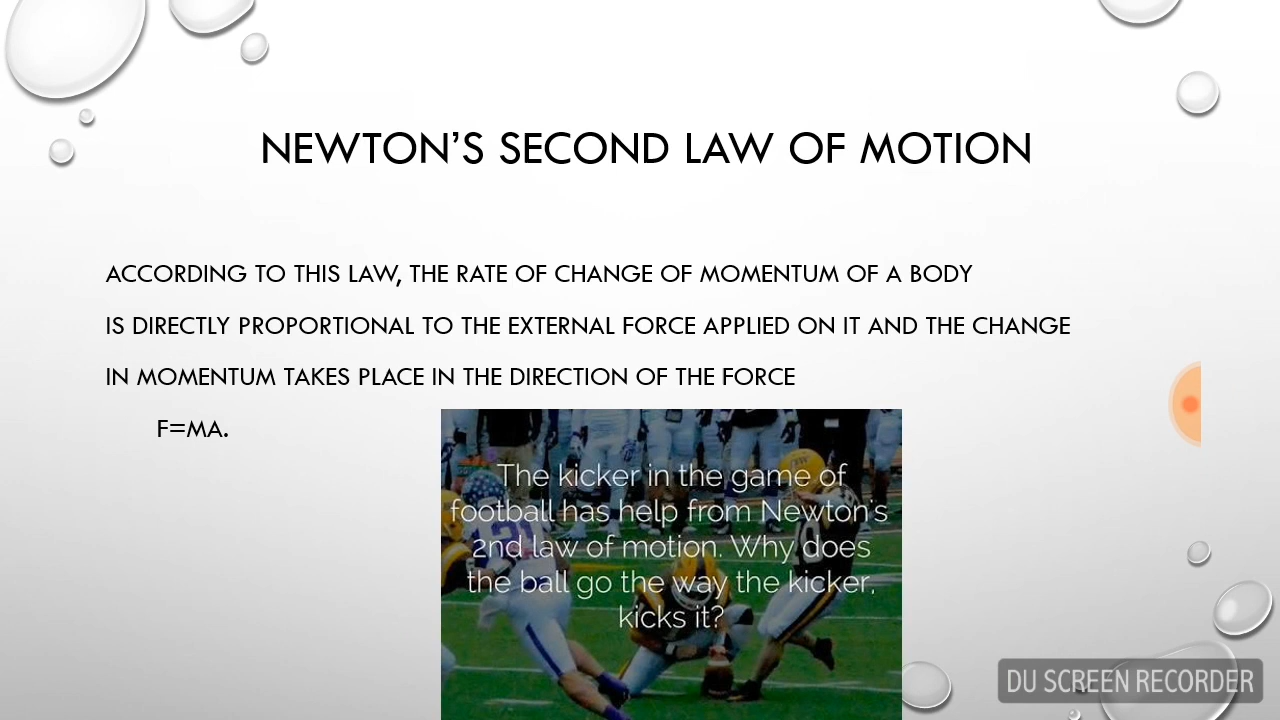 NEWTON’S SECOND LAW OF MOTION
ACCORDING TO THIS LAW, THE RATE OF CHANGE OF MOMENTUM OF A BODY
IS DIRECTLY PROPORTIONAL TO THE EXTERNAL FORCE APPLIED ON IT AND THE CHANGE
IN MOMENTUM TAKES PLACE IN THE DIRECTION OF THE FORCE
F=MA.
The kicker in the game of
football has help from Newton's
2nd law of motion. Why does
the ball go the way the kicker,
kicks it?
DU SCREEN RECORDER